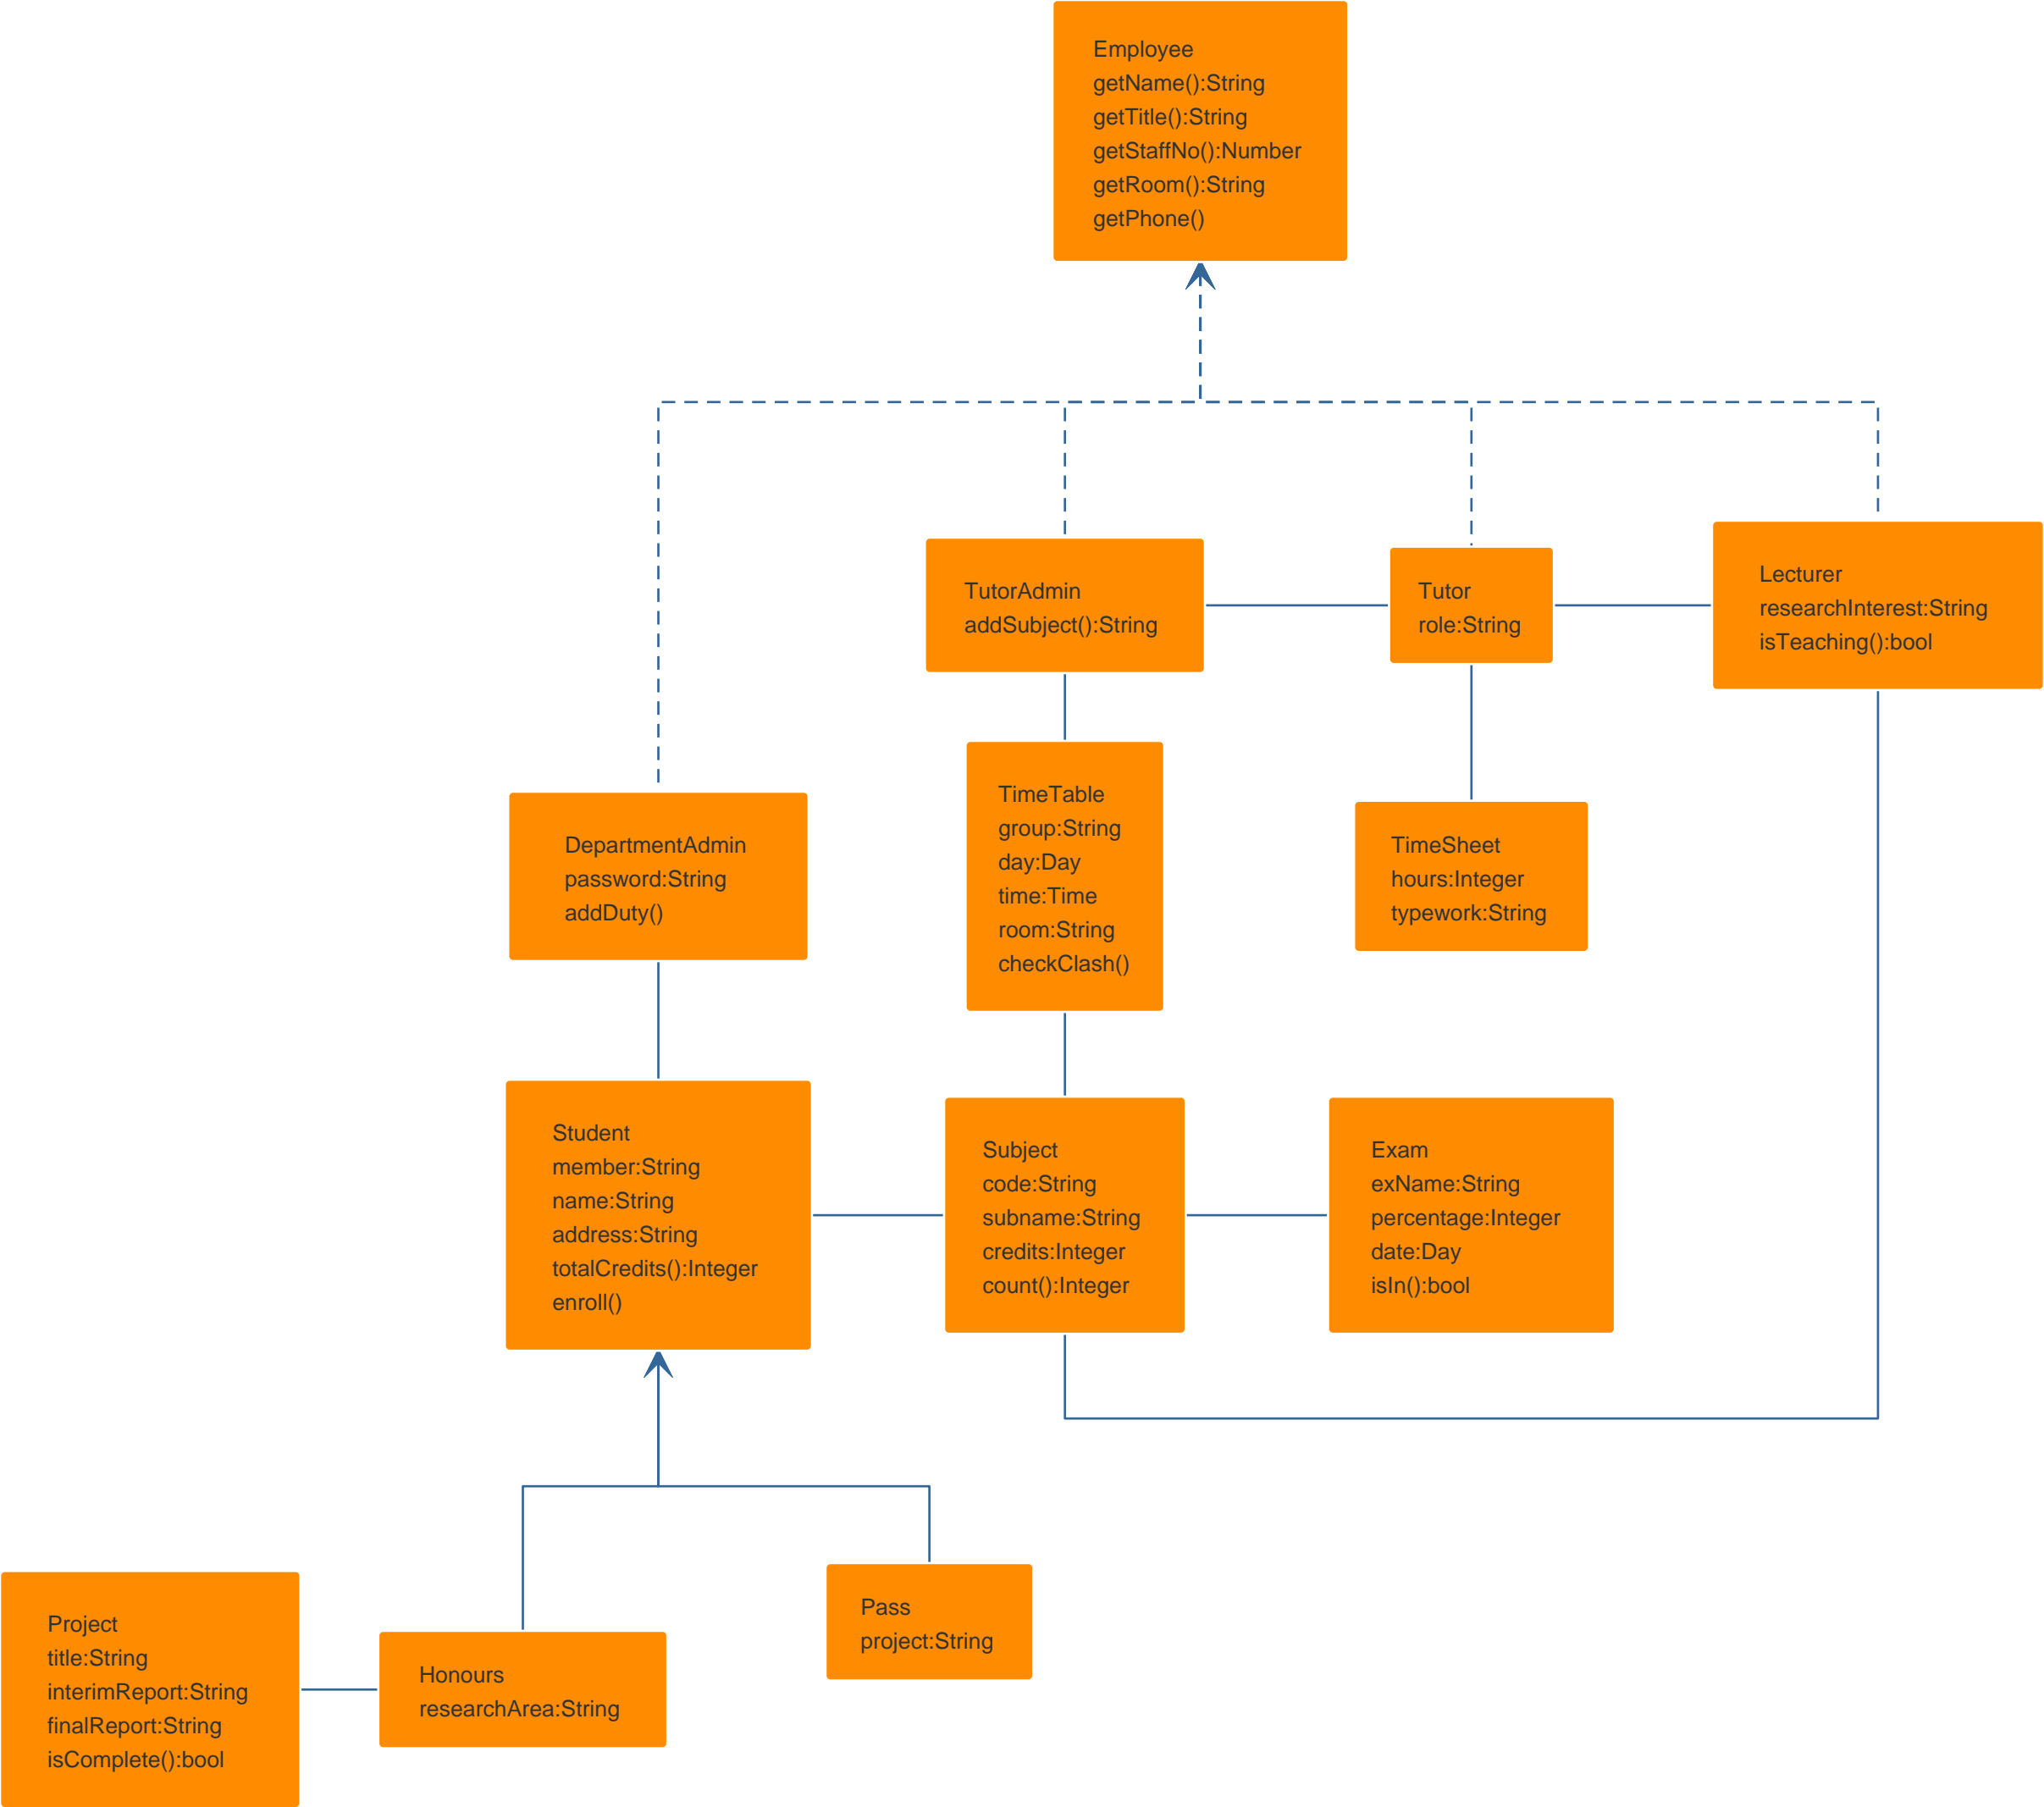 Employee
getName():String
getTitle():String
getStaffNo():Number
getRoom():String
getPhone()
TutorAdmin
addSubject():String
Tutor
role:String
Lecturer
researchInterest:String
isTeaching():bool
DepartmentAdmin
password:String
addDuty()
TimeTable
group:String
day:Day
time:Time
room:String
checkClash()
TimeSheet
hours:Integer
typework:String
Student
member:String
name:String
address:String
totalCredits():Integer
enroll()
Subject
code:String
subname:String
credits:Integer
count():Integer
Exam
exName:String
percentage:Integer
date:Day
isIn():bool
Project
title:String
interimReport:String
finalReport:String
isComplete():bool
Honours
researchArea:String
Pass
project:String